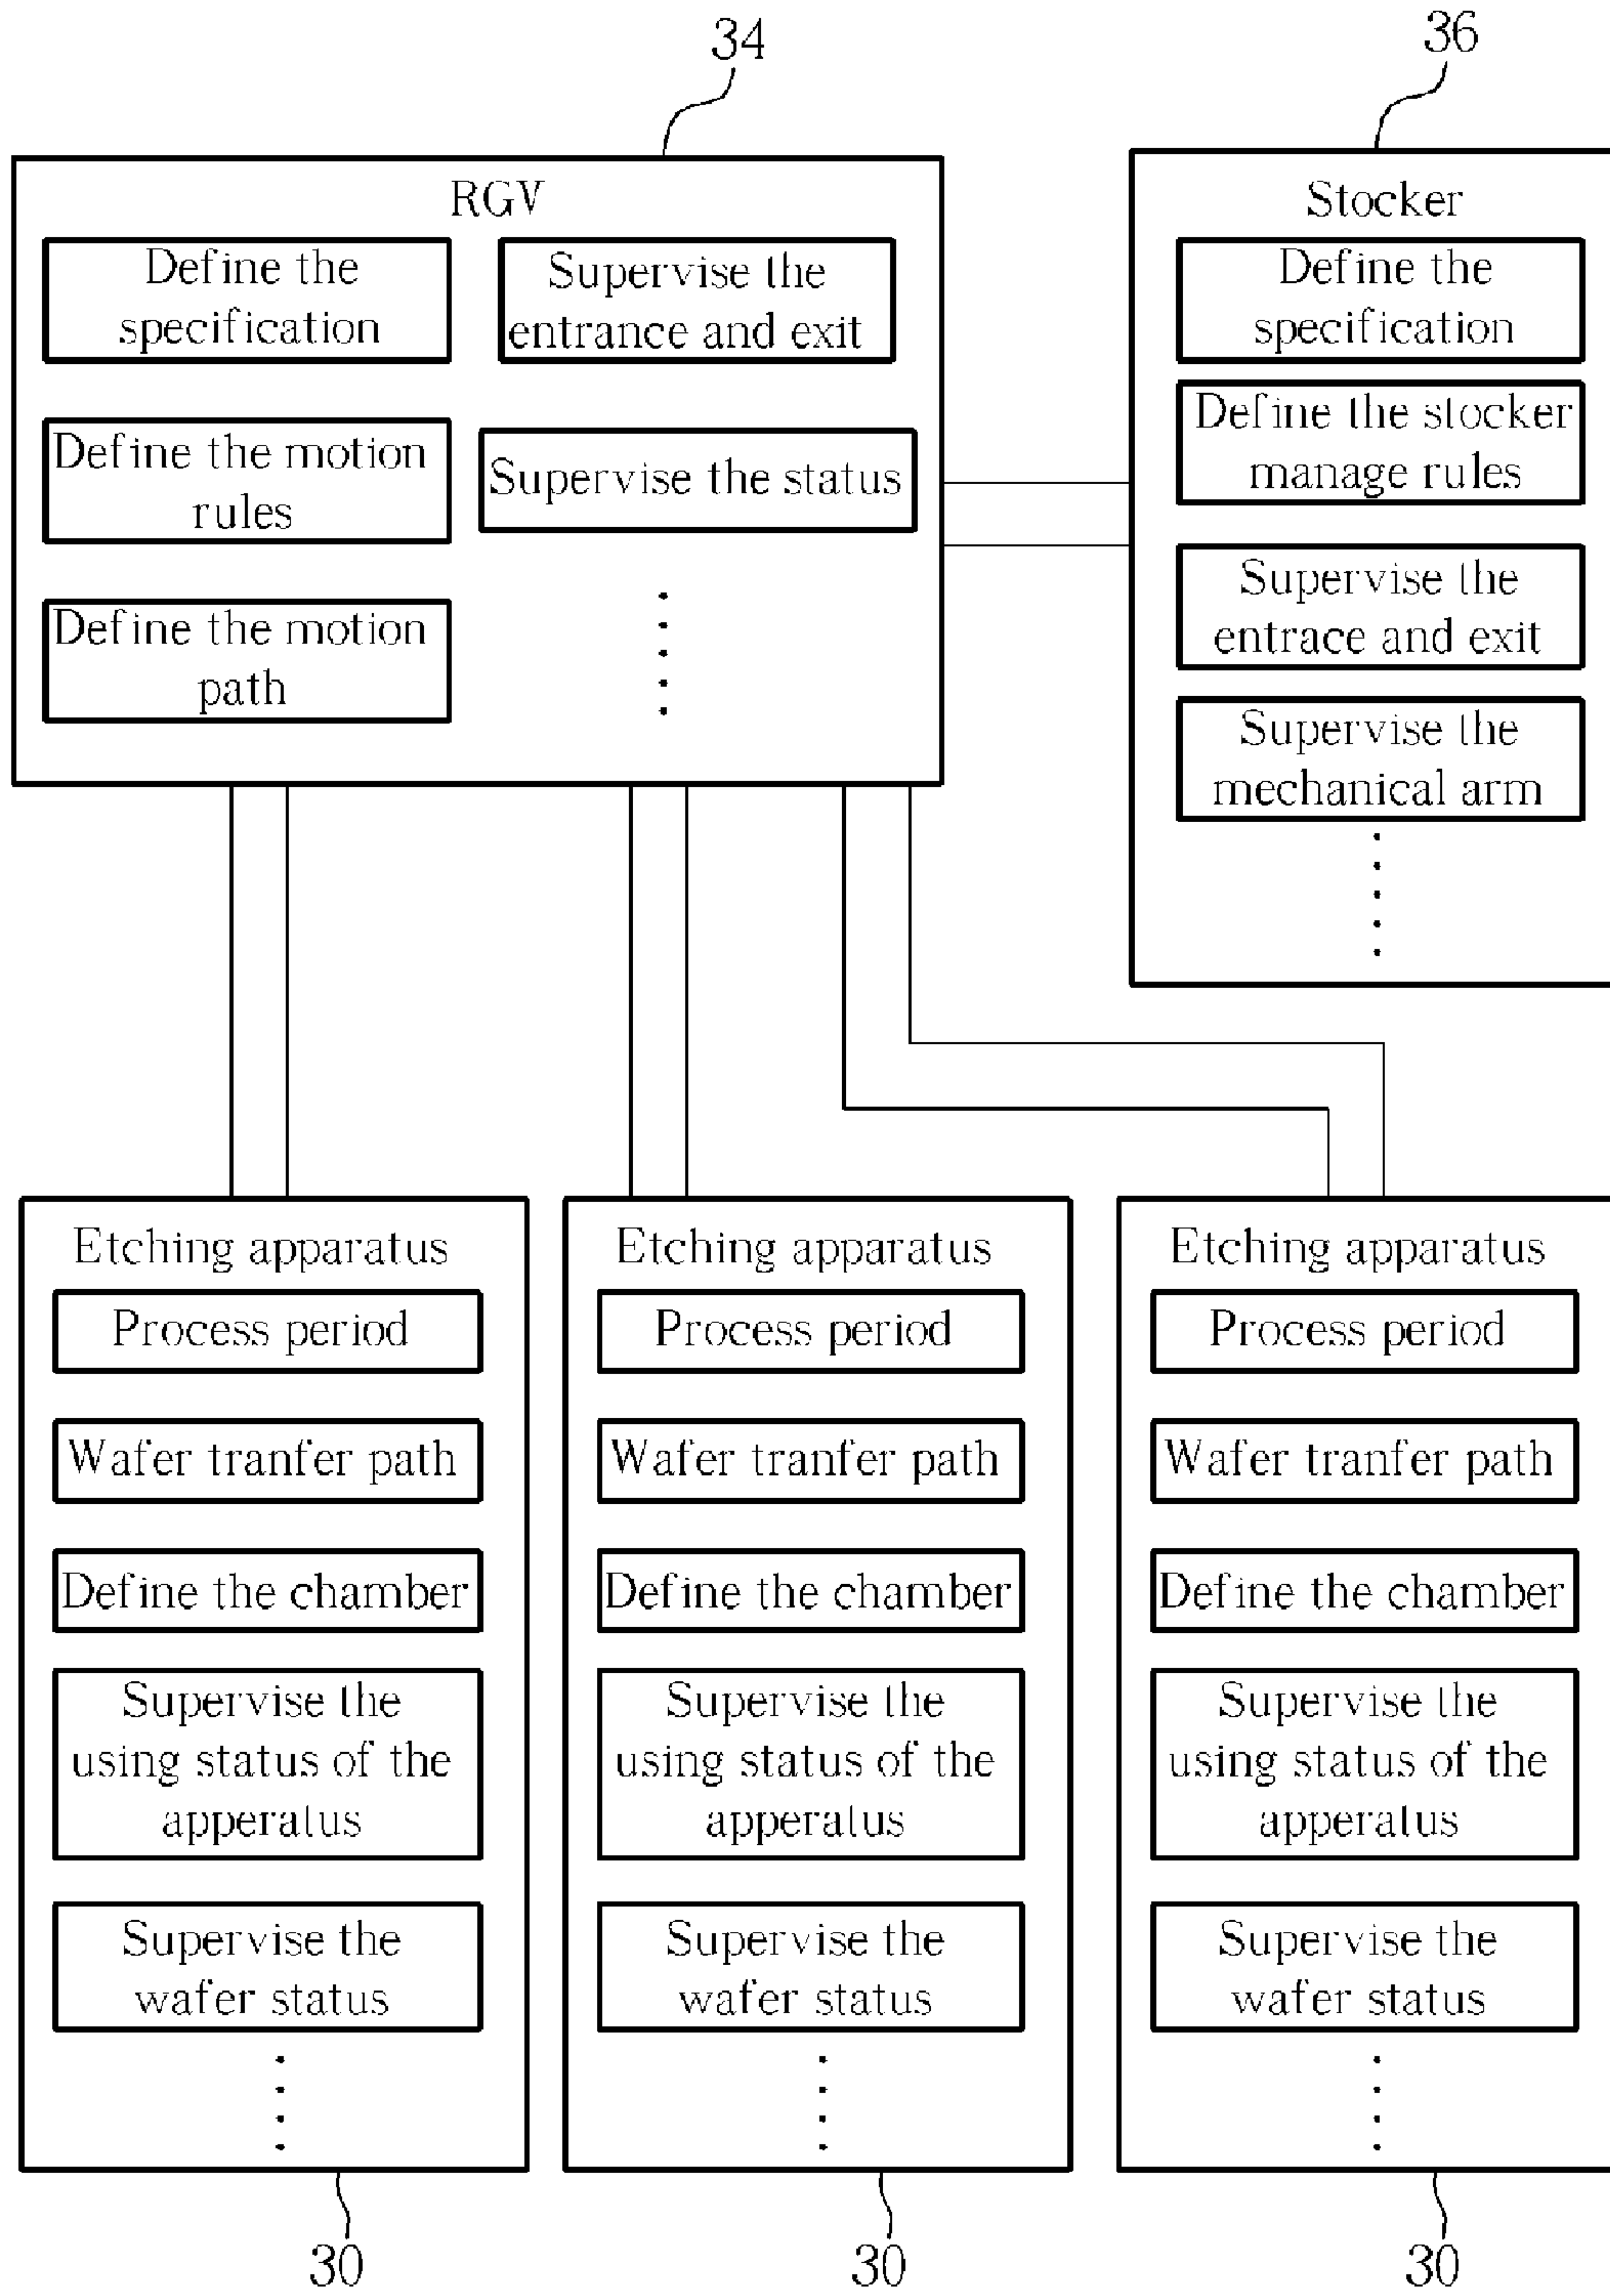 34
36
RGV
Define the
specification
Supervise the
entrance and exit
Define the motion
rules
Supervise the status
Define the motion
path
Stocker
Define the
specification
Define the stocker
manage rules
Supervise the
entrace and exit
Supervise the
mechanical arm
Etching apparatus
Process period
Wafer tranfer path
Define the chamber
Supervise the
using status of the
apperatus
Supervise the
wafer status
30
Etching apparatus
Process period
Wafer tranfer path
Define the chamber
Supervise the
using status of the
apperatus
Supervise the
wafer status
30
Etching apparatus
Process period
Wafer tranfer path
Define the chamber
Supervise the
using status of the
apperatus
Supervise the
wafer status
30